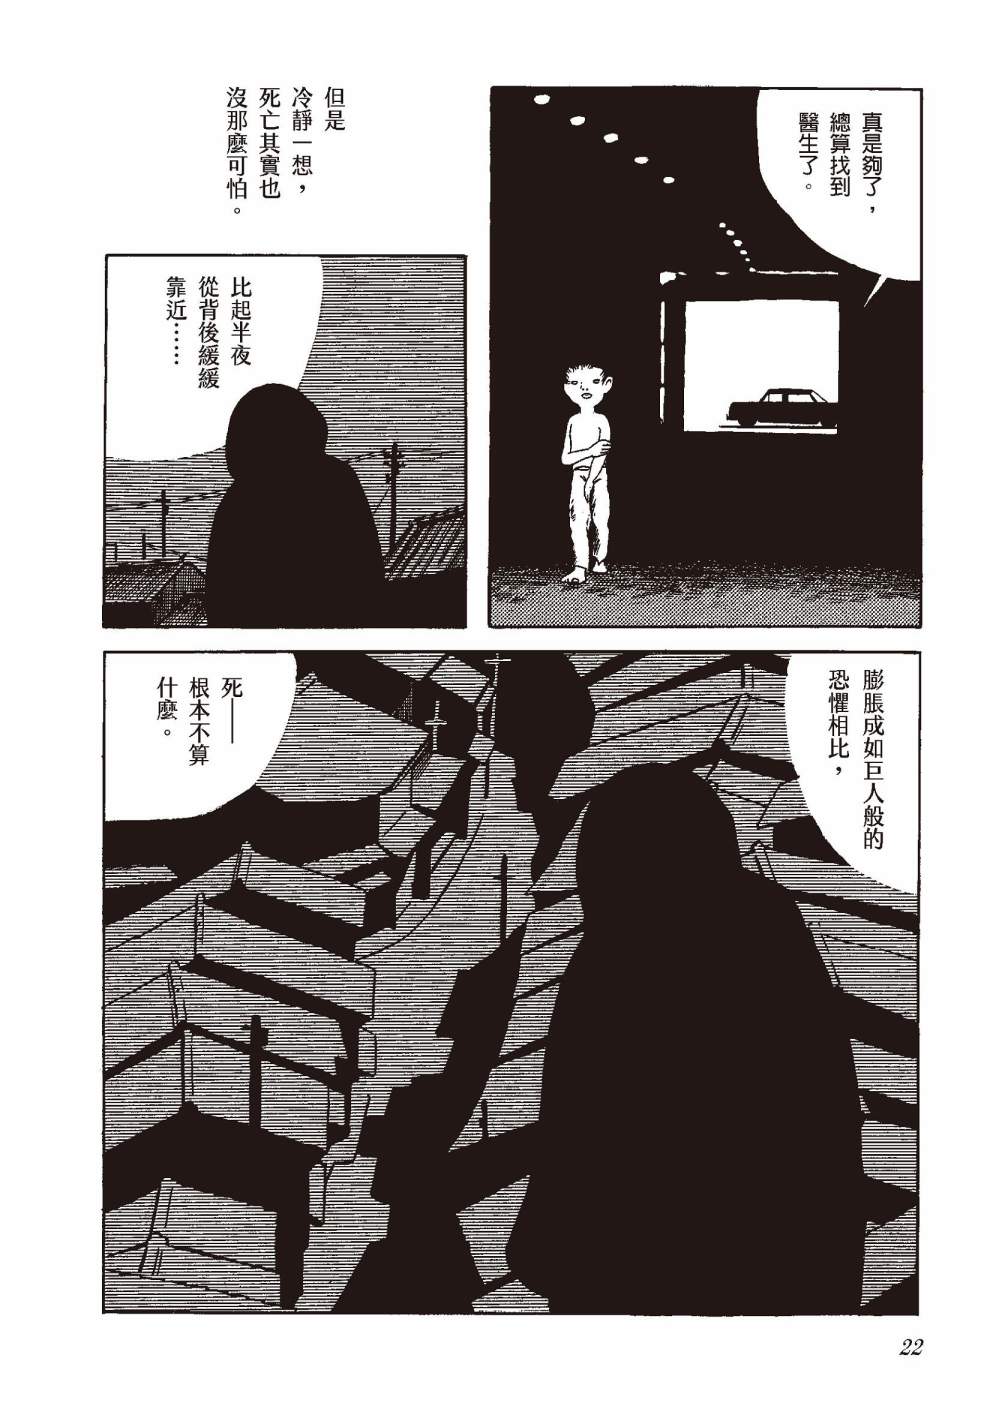 真是夠了，
總算找到
醫生了。
但是
冷靜一想，
死亡其實也
沒那麼可怕。
比起半夜
從背後緩緩
靠近……
膨脹成如巨人般的
恐懼相比，
死——
根本不算
什麼。
22